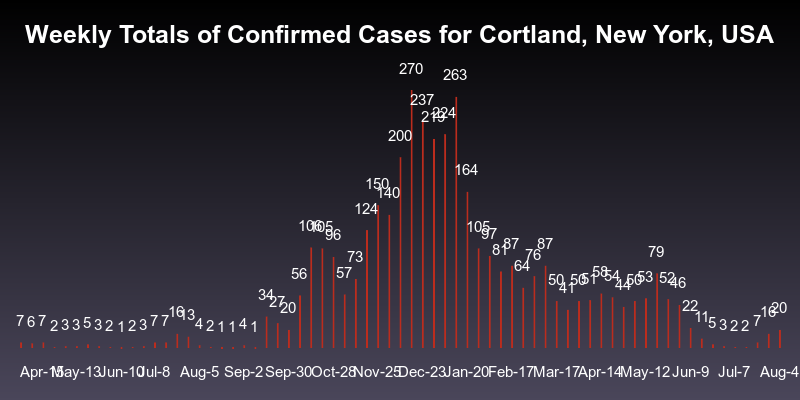 Weekly Totals of Confirmed Cases for Cortland, New York, USA
7 6 7 2 3 3 5 3 2 1 2 3 7 7 16 13 4 2 1 1 4 1 34 27 20 56 106 105 96 57 73 124 150 140 200 270 237 219 224 263 164 105 97 81 87 64 76 87 50 41 50 51 58 54 44 50 53 79 52 46 22 11 5 3 2 2 7 16 20
Apr-15 May-13 Jun-10 Jul-8 Aug-5 Sep-2 Sep-30 Oct-28 Nov-25 Dec-23 Jan-20 Feb-17 Mar-17 Apr-14 May-12 Jun-9 Jul-7 Aug-4